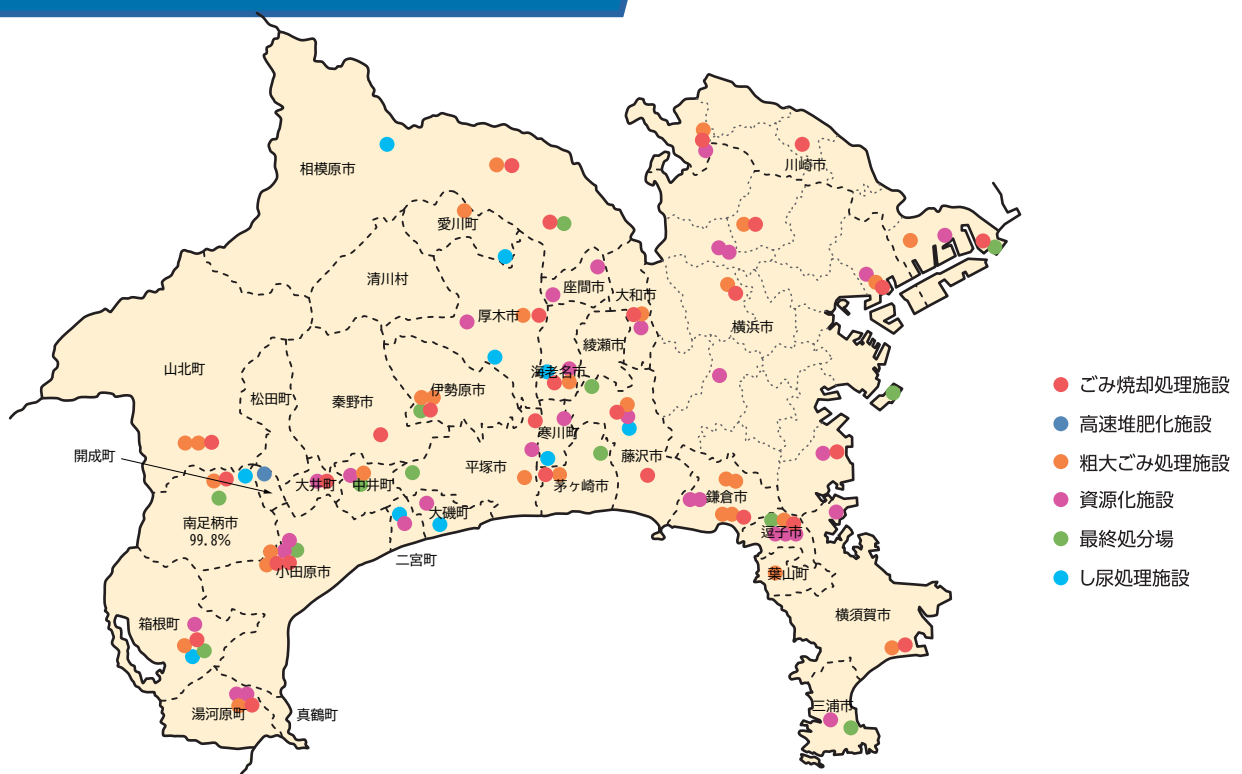 相模原市
川崎市
愛川町
清川村
座間市
大和市
厚木市
横浜市
綾瀬市
山北町
海老名市
伊勢原市
松田町
秦野市
寒川町
開成町
藤沢市
平塚市
大井町
中井町
茅ヶ崎市
鎌倉市
大磯町
南足柄市
99.8%
逗子市
二宮町
小田原市
葉山町
箱根町
横須賀市
湯河原町
真鶴町
三浦市
ごみ焼却処理施設
高速堆肥化施設
粗大ごみ処理施設
資源化施設
最終処分場
し尿処理施設